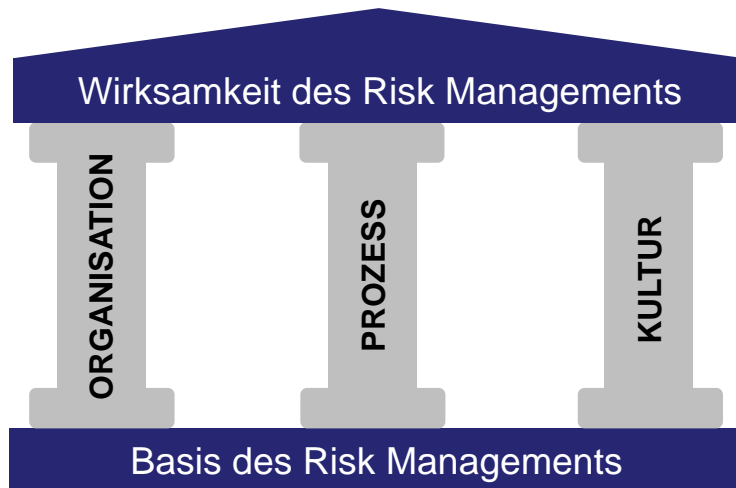 Wirksamkeit des Risk Managements
ORGANISATION
PROZESS
KULTUR
Basis des Risk Managements